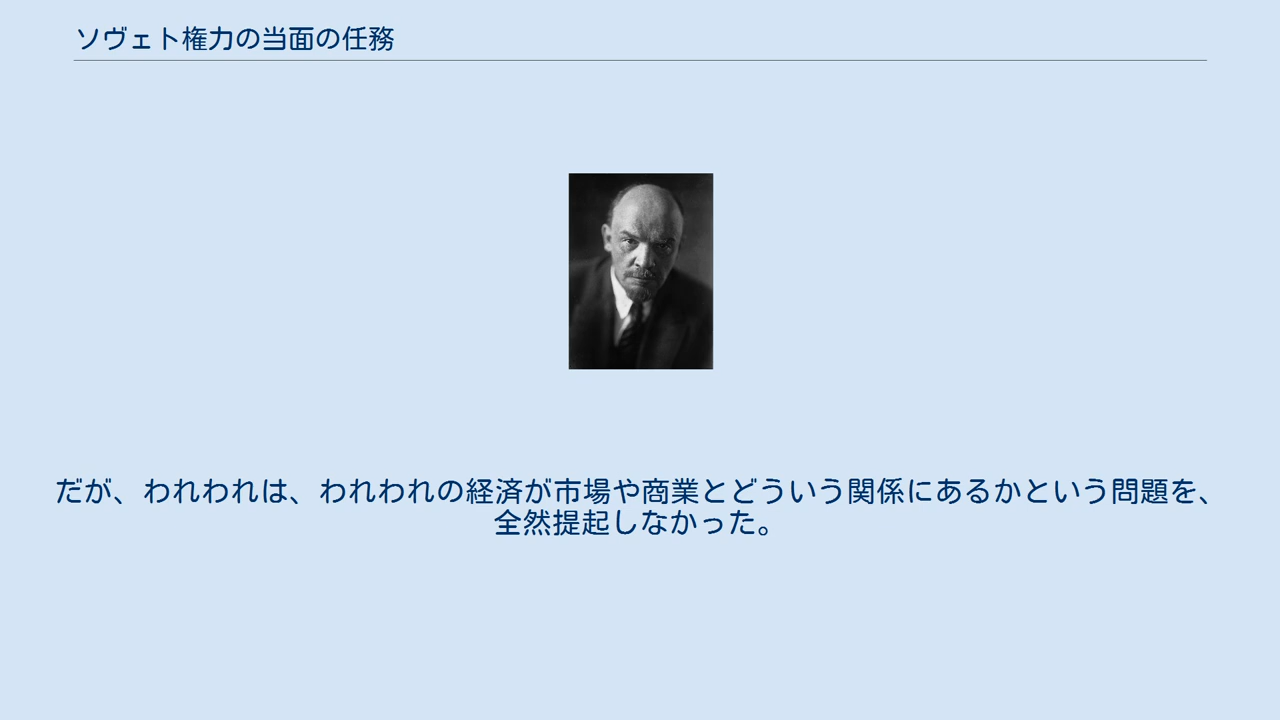 ソヴェト権力の当面の任務
だが、われわれは、われわれの経済が市場や商業とどういう関係にあるかという問題を、
全然提起しなかった。